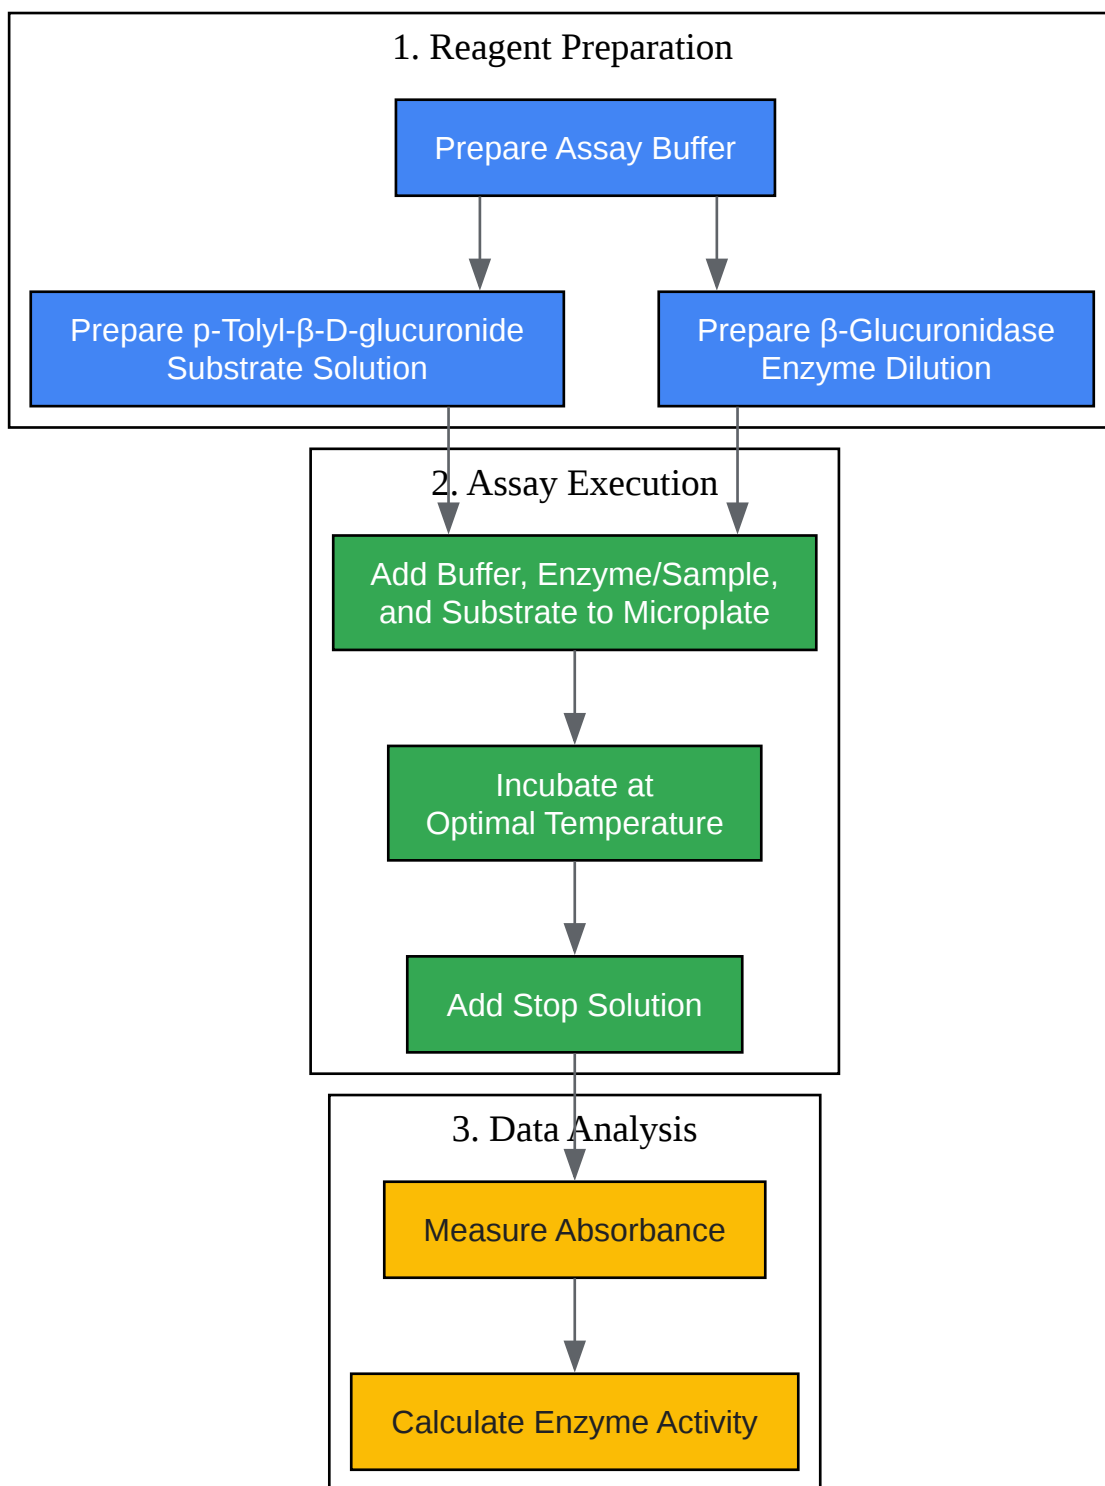 1. Reagent Preparation
Prepare Assay Buffer
Prepare p-Tolyl-β-D-glucuronide
Substrate Solution
Prepare β-Glucuronidase
Enzyme Dilution
2. Assay Execution
Add Buffer, Enzyme/Sample,
and Substrate to Microplate
Incubate at
Optimal Temperature
Add Stop Solution
3. Data Analysis
Measure Absorbance
Calculate Enzyme Activity